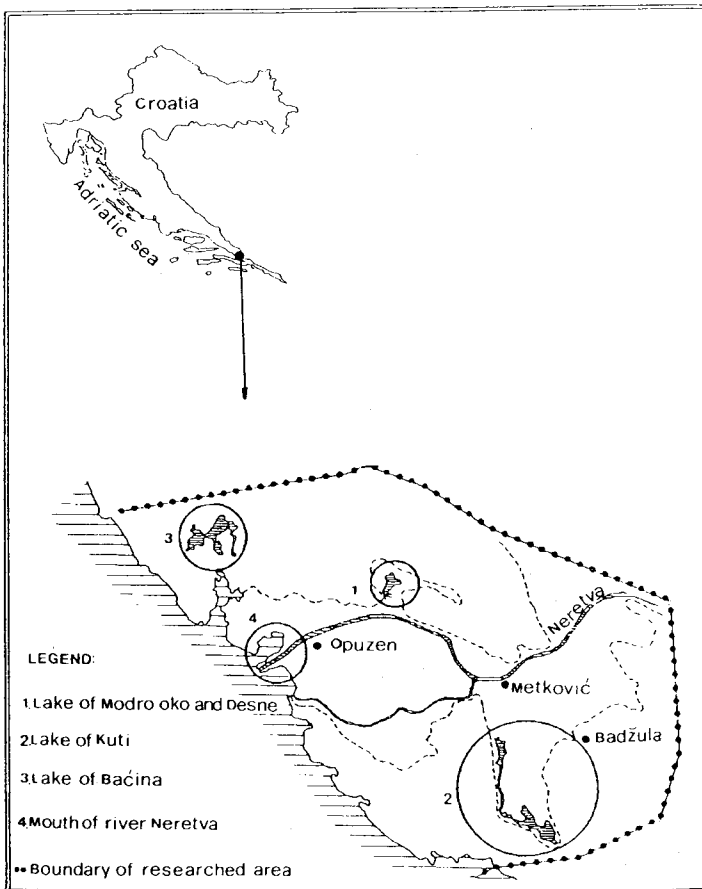 Croatia
Adriatic sea
3
1
Neretva
4
Opuzen
LEGEND:
Metković
1.Lake of Modro oko and Desne
Badžula
2.Lake of Kuti
3.Lake of Baćina
2
4.Mouth of river Neretva
•• Boundary of researched area